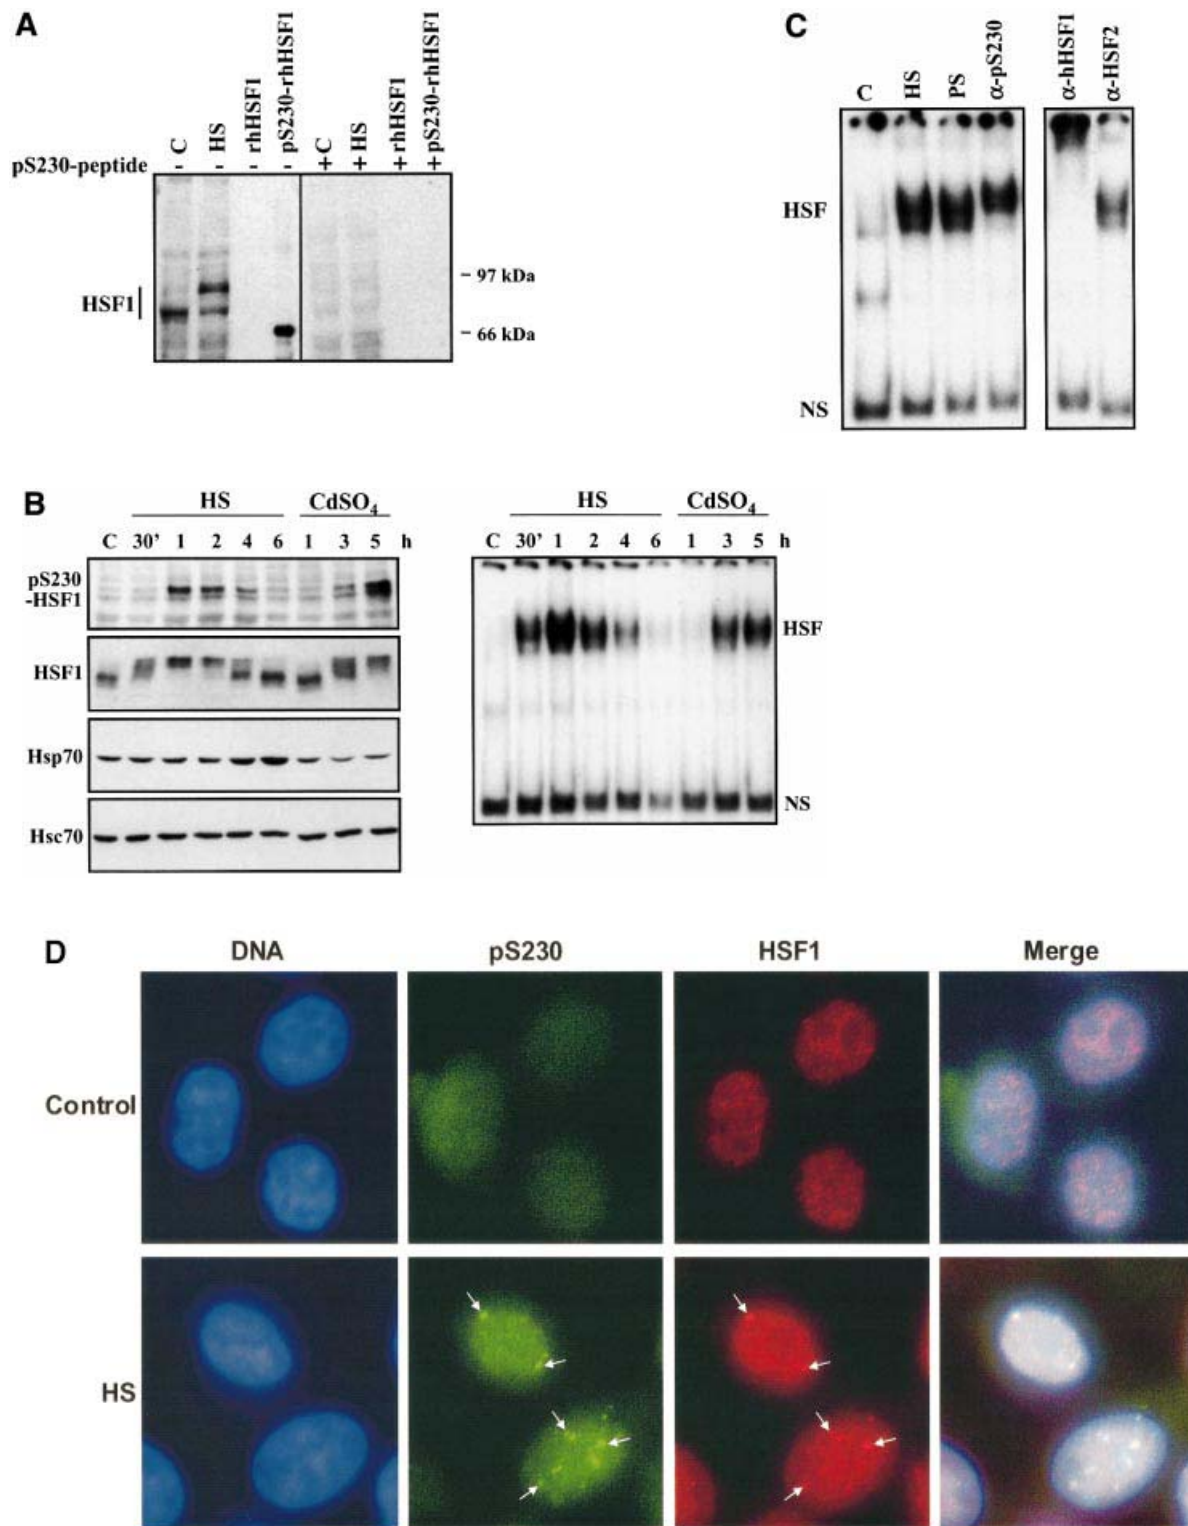 A
C
HS
rhHSF1
pS230-rhHSF1
C
HS
rhHSF1
pS230-rhHSF1
pS230-peptide - - - - + + + +
HSF1
- 97 kDa
- 66 kDa
C
C
HS
PS
α-pS230
α-hHSF1
α-HSF2
HSF
NS
B
HS CdSO4
C 30' 1 2 4 6 1 3 5 h
pS230
-HSF1
HSF1
Hsp70
Hsc70
HS CdSO4
C 30' 1 2 4 6 1 3 5 h
HSF
NS
D
DNA pS230 HSF1 Merge
Control
HS